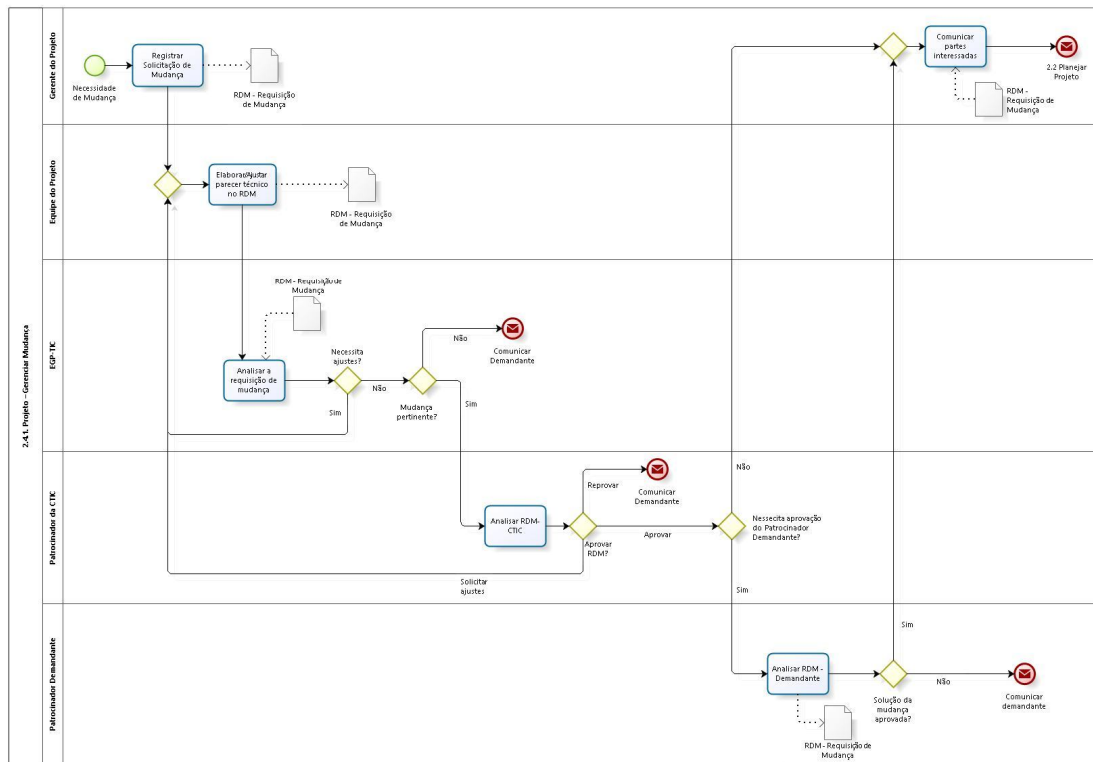 2.4.1. Projeto – Gerenciar Mudança
Gerente do Projeto
Necessidade
de Mudança
Registrar
Solicitação de
Mudança
RDM - Requisição
de Mudança
Comunicar
partes
interessadas
RDM -
Requisição de
Mudança
2.2 Planejar
Projeto
Equipe do Projeto
Elaborar/Ajustar
parecer técnico
no RDM
RDM - Requisição
de Mudança
EGP-TIC
RDM - Requisição de
Mudança
Analisar a
requisição de
mudança
Necessita
ajustes?
Não
Sim
Mudança
pertinente?
Não
Sim
Comunicar
Demandante
Patrocinador da CTIC
Analisar RDM-
CTIC
Reprovar
Comunicar
Demandante
Aprovar
RDM?
Aprovar
Solicitar
ajustes
Não
Nessecita aprovação
do Patrocinador
Demandante?
Sim
Patrocinador Demandante
Analisar RDM -
Demandante
RDM - Requisição de
Mudança
Sim
Solução da
mudança
aprovada?
Não
Comunicar
demandante